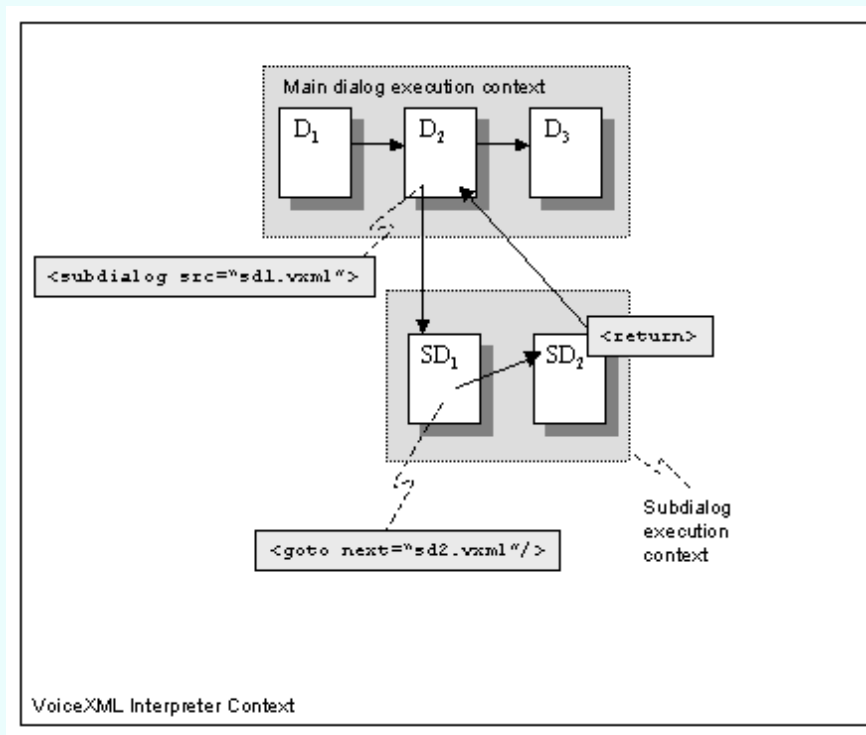 Main dialog execution context
D₁
D₂
D₃
<subdialog src="sd1.vxml">
<return>
SD₁
SD₂
Subdialog
execution
context
<goto next="sd2.vxml"/>
VoiceXML Interpreter Context